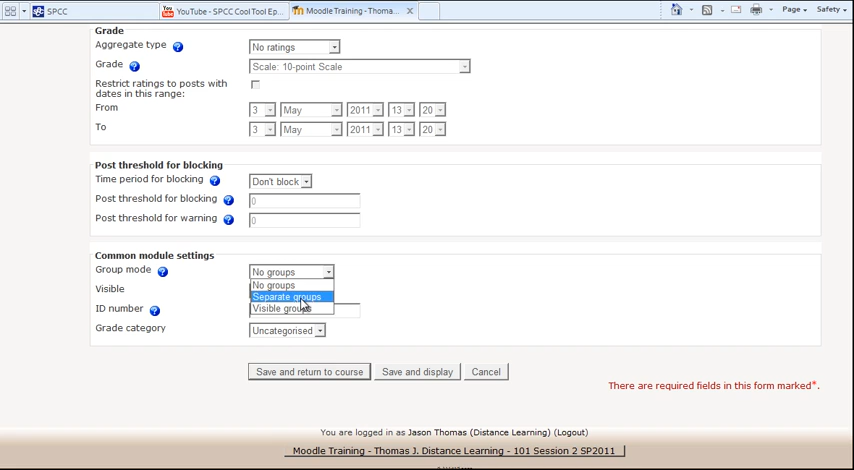 SPCC
YouTube - SPCC Cool Tool Ep...
Moodle Training - Thomas...
Page
Safety
Grade
Aggregate type
No ratings
Grade
Scale: 10-point Scale
Restrict ratings to posts with
dates in this range:
From
3 May 2011 13 20
To
3 May 2011 13 20
Post threshold for blocking
Time period for blocking
Don't block
Post threshold for blocking
0
Post threshold for warning
0
Common module settings
Group mode
No groups
No groups
Separate groups
Visible groups
Visible
ID number
Grade category
Uncategorised
Save and return to course
Save and display
Cancel
There are required fields in this form marked*.
You are logged in as Jason Thomas (Distance Learning) (Logout)
Moodle Training - Thomas J. Distance Learning - 101 Session 2 SP2011